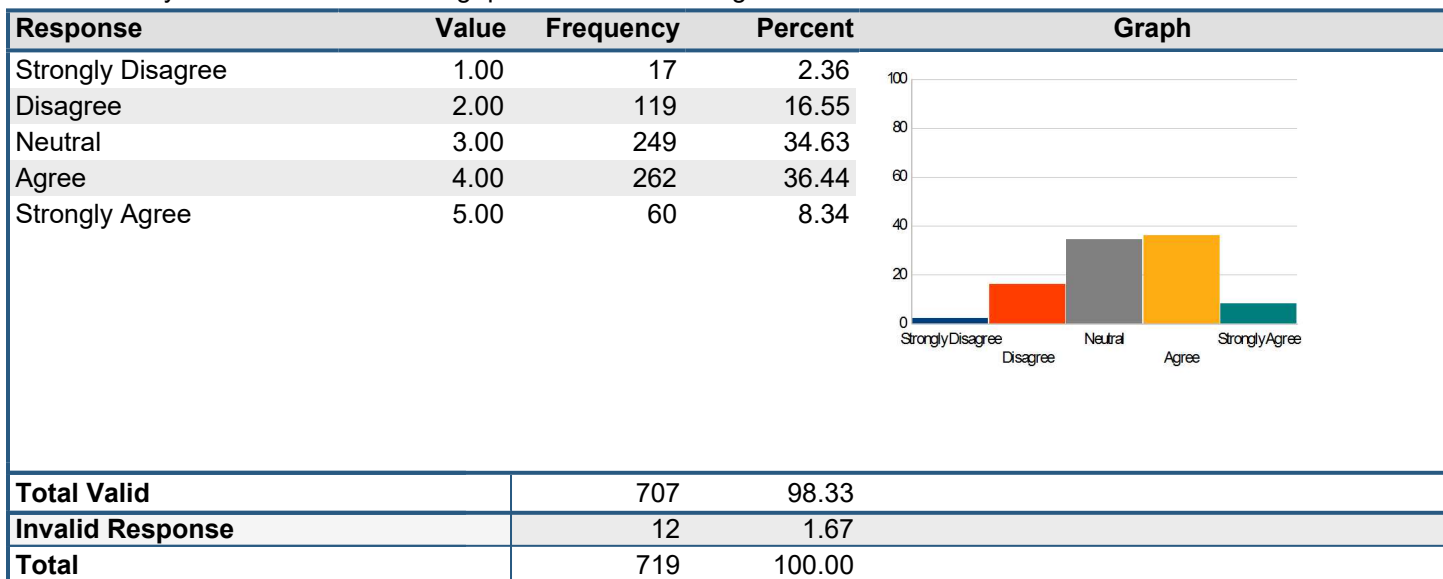 Response Value Frequency Percent Graph
Strongly Disagree 1.00 17 2.36
Disagree 2.00 119 16.55
Neutral 3.00 249 34.63
Agree 4.00 262 36.44
Strongly Agree 5.00 60 8.34
100
80
60
40
20
0
Strongly Disagree Neutral Strongly Agree
Disagree Agree
Total Valid 707 98.33
Invalid Response 12 1.67
Total 719 100.00